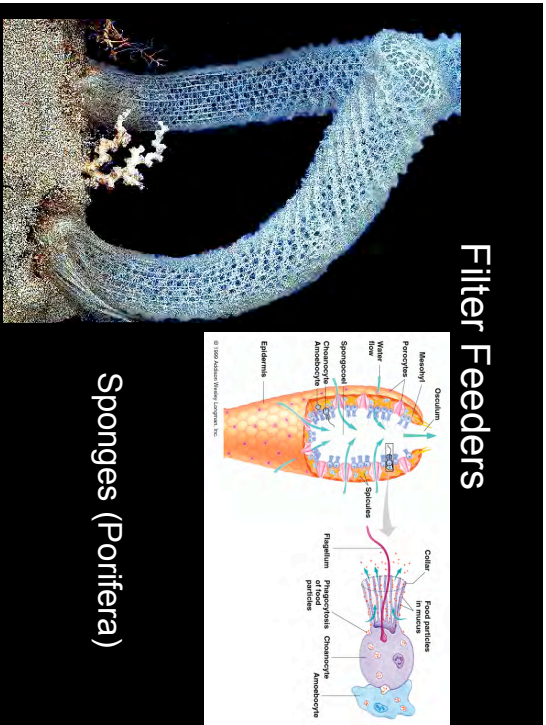 Filter Feeders
Osculum
Mesohyl
Porocytes
Water
flow
Spongocoel
Choanocyte
Amoebocyte
Epidermis
Spicules
© 1999 Addison Wesley Longman, Inc.
Collar
Food particles
in mucus
Flagellum
Phagocytosis
of food
particles
Choanocyte
Amoebocyte
Sponges (Porifera)